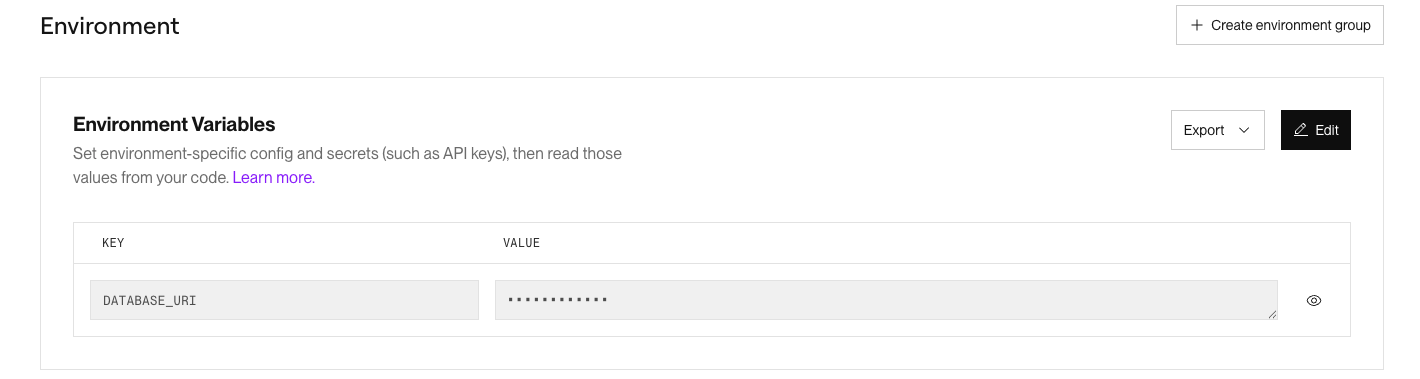 Environment
+ Create environment group
Environment Variables
Export
Edit
Set environment-specific config and secrets (such as API keys), then read those
values from your code. Learn more.
KEY
VALUE
DATABASE_URI
••••••••••••